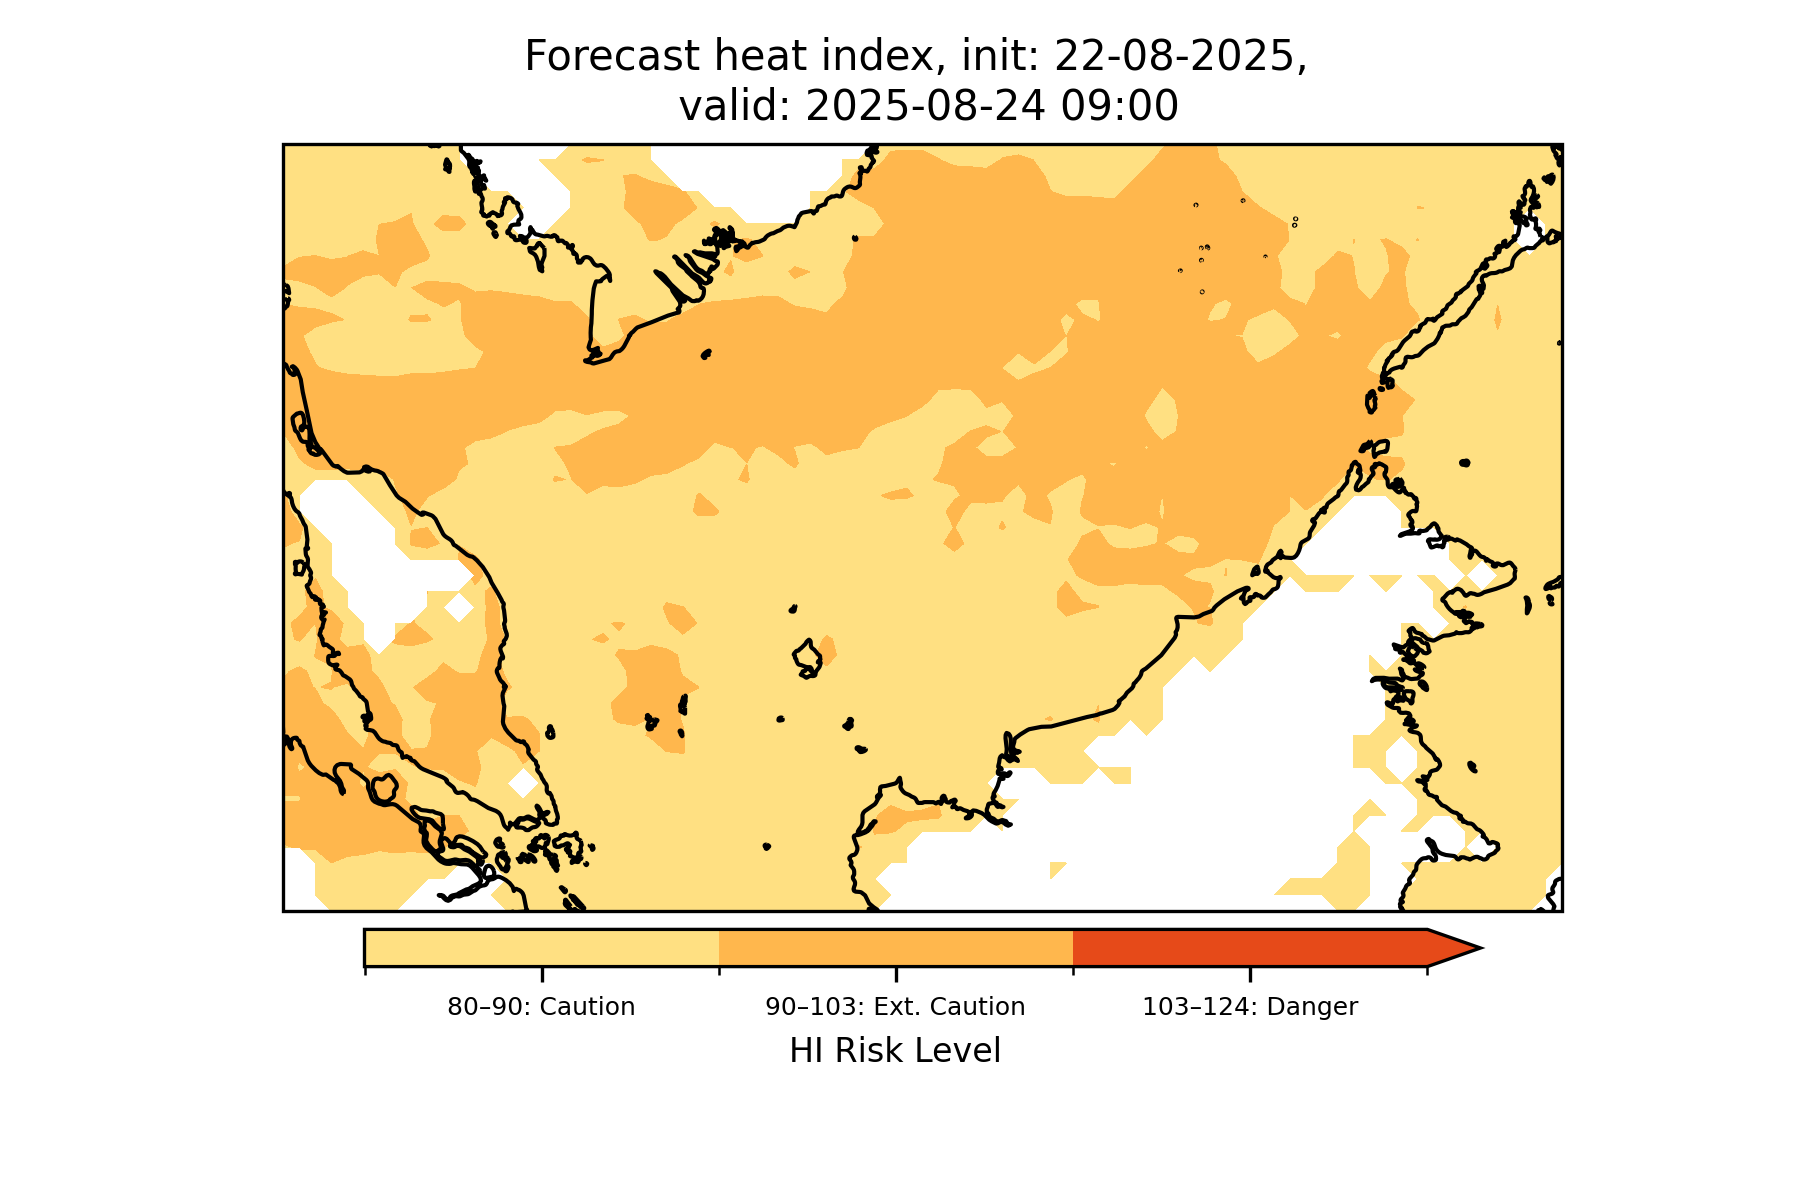 Forecast heat index, init: 22-08-2025,
valid: 2025-08-24 09:00
80–90: Caution
90–103: Ext. Caution
103–124: Danger
HI Risk Level